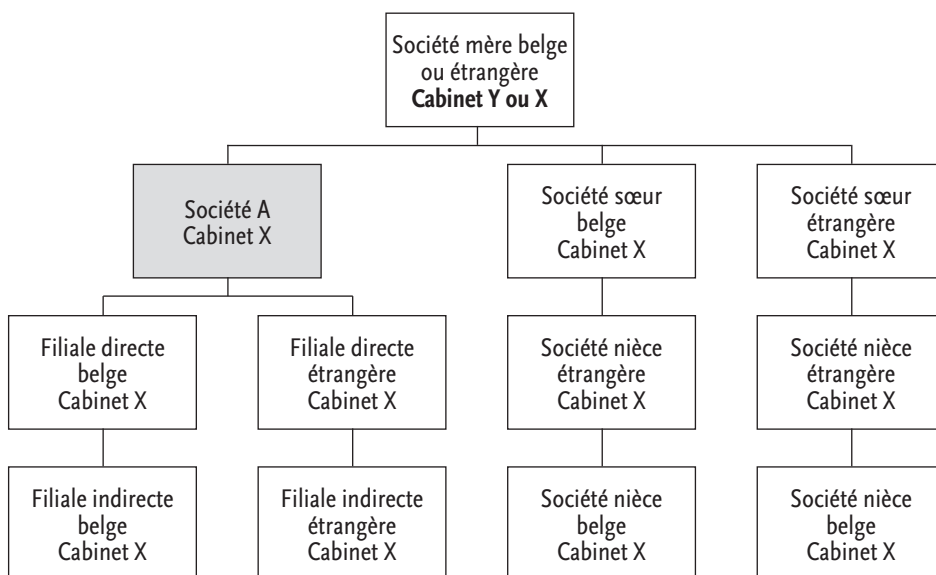 Société mère belge
ou étrangère
Cabinet Y ou X
Société A
Cabinet X
Société sœur
belge
Cabinet X
Société sœur
étrangère
Cabinet X
Filiale directe
belge
Cabinet X
Filiale directe
étrangère
Cabinet X
Société nièce
étrangère
Cabinet X
Société nièce
étrangère
Cabinet X
Filiale indirecte
belge
Cabinet X
Filiale indirecte
étrangère
Cabinet X
Société nièce
belge
Cabinet X
Société nièce
belge
Cabinet X